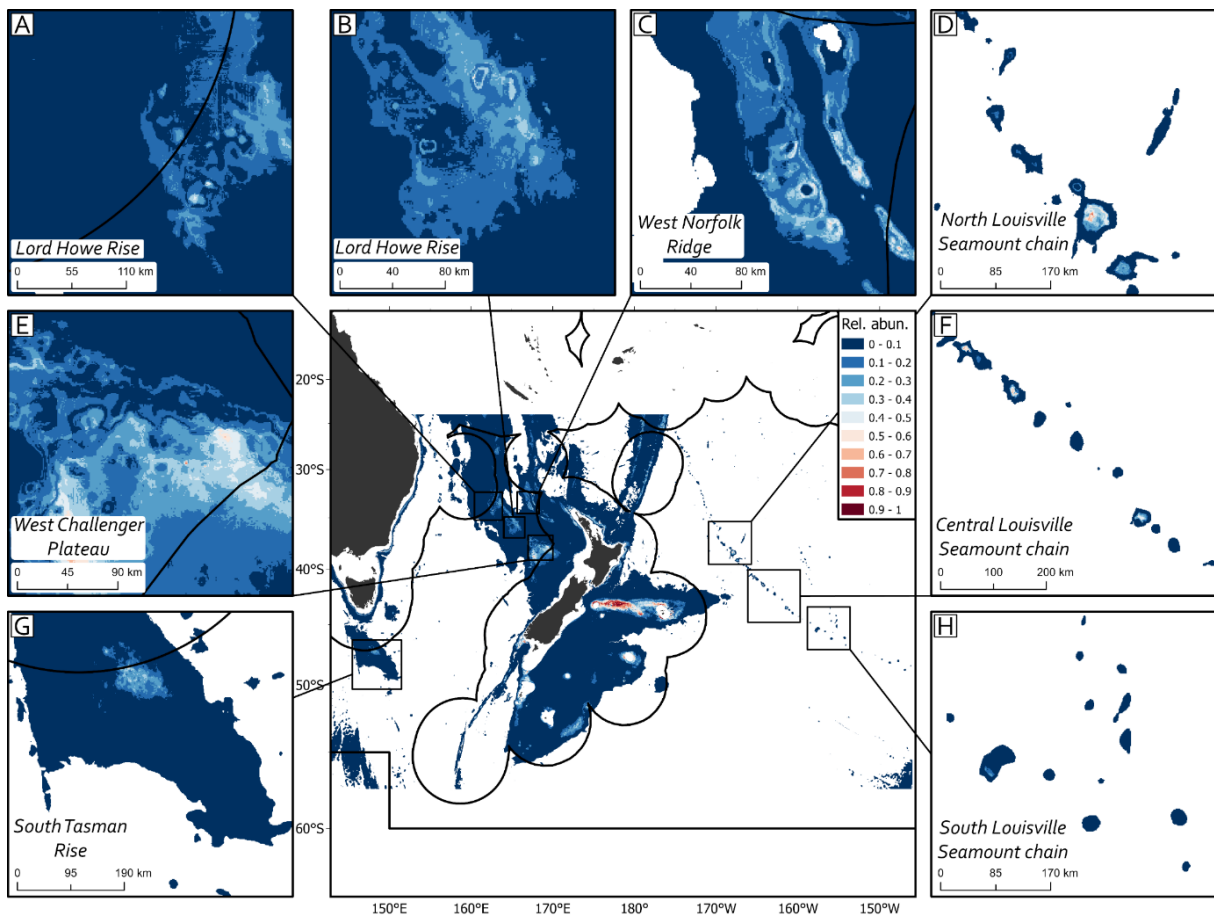 A
Lord Howe Rise
0 55 110 km
B
Lord Howe Rise
0 40 80 km
C
West Norfolk
Ridge
0 40 80 km
D
North Louisville
Seamount chain
0 85 170 km
E
West Challenger
Plateau
0 45 90 km
Rel. abun.
0 - 0.1
0.1 - 0.2
0.2 - 0.3
0.3 - 0.4
0.4 - 0.5
0.5 - 0.6
0.6 - 0.7
0.7 - 0.8
0.8 - 0.9
0.9 - 1
20°S
30°S
40°S
50°S
60°S
150°E 160°E 170°E 180° 170°W 160°W 150°W
F
Central Louisville
Seamount chain
0 100 200 km
G
South Tasman
Rise
0 95 190 km
H
South Louisville
Seamount chain
0 85 170 km